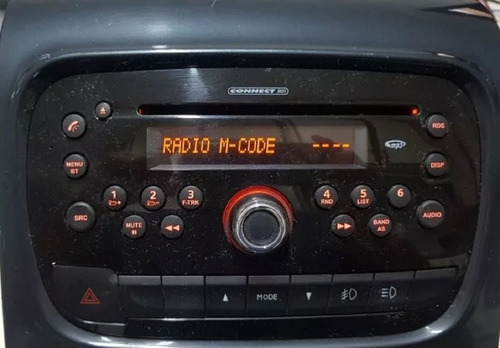 CONNECT
RADIO M-CODE ----
mp3
RDS
MENU
BT
DISP
1 2 3
F-TRK
4 5 6
RND LIST
SRC
MUTE
BAND
AS
AUDIO
MODE